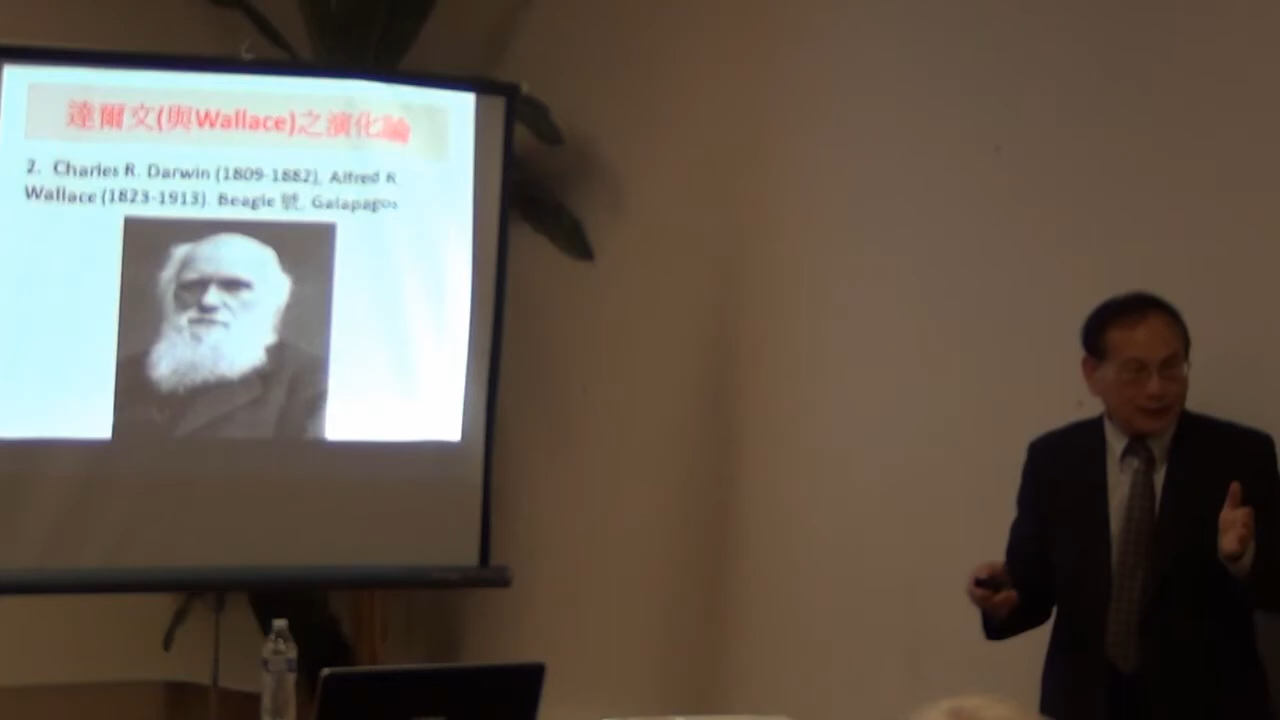 達爾文(與Wallace)之演化論
2. Charles R. Darwin (1809-1882), Alfred R
Wallace (1823-1913). Beagle 號, Galapagos